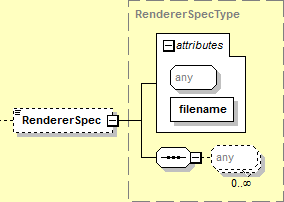 RendererSpecType
attributes
any
filename
RendererSpec
any
0..∞